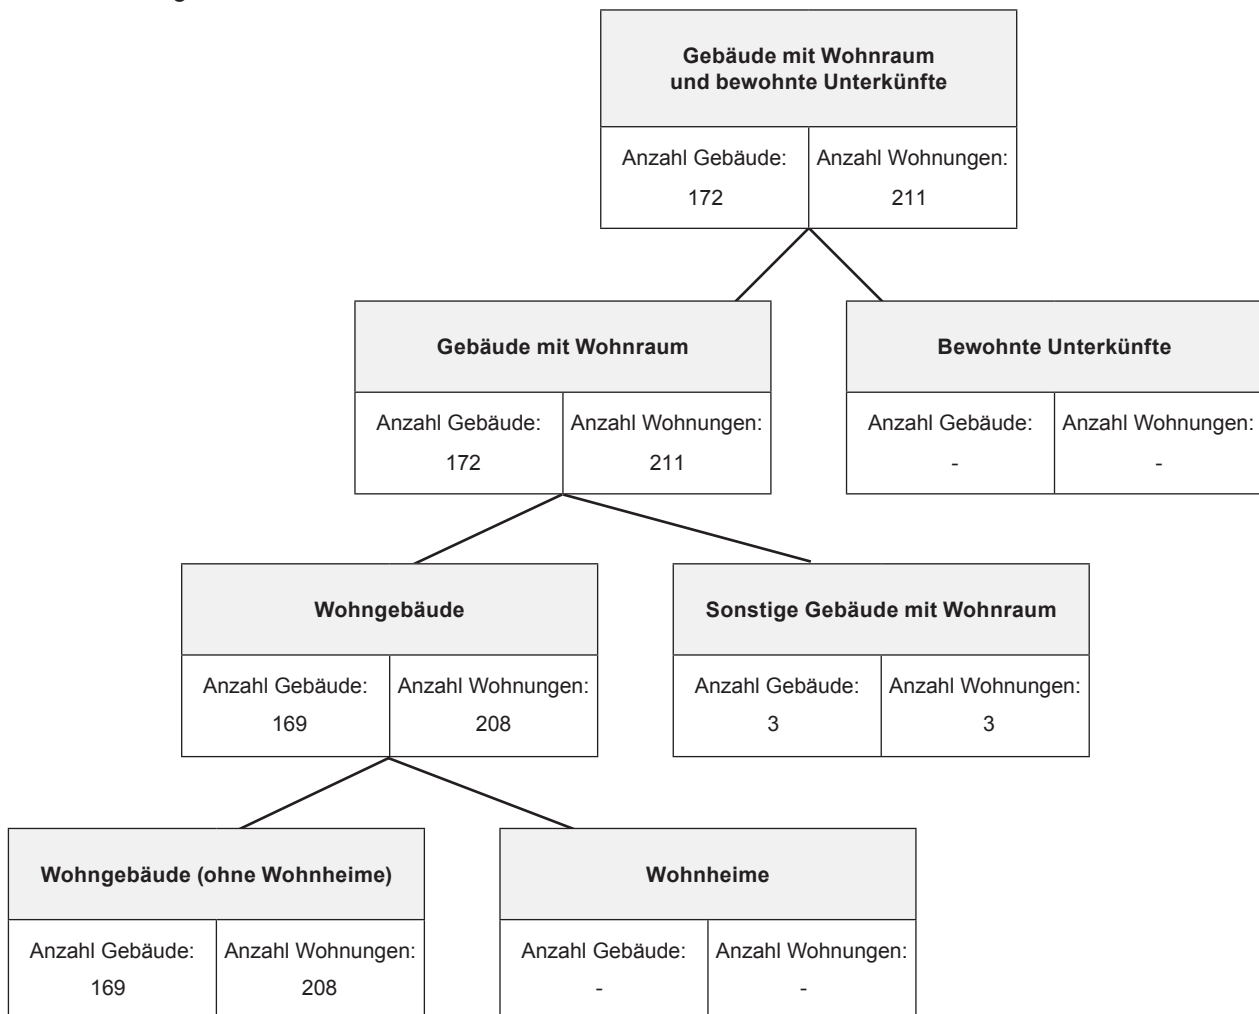 Gebäude mit Wohnraum
und bewohnte Unterkünfte
Anzahl Gebäude: Anzahl Wohnungen:
172 211
Gebäude mit Wohnraum
Anzahl Gebäude: Anzahl Wohnungen:
172 211
Bewohnte Unterkünfte
Anzahl Gebäude: Anzahl Wohnungen:
- -
Wohngebäude
Anzahl Gebäude: Anzahl Wohnungen:
169 208
Sonstige Gebäude mit Wohnraum
Anzahl Gebäude: Anzahl Wohnungen:
3 3
Wohngebäude (ohne Wohnheime)
Anzahl Gebäude: Anzahl Wohnungen:
169 208
Wohnheime
Anzahl Gebäude: Anzahl Wohnungen:
- -